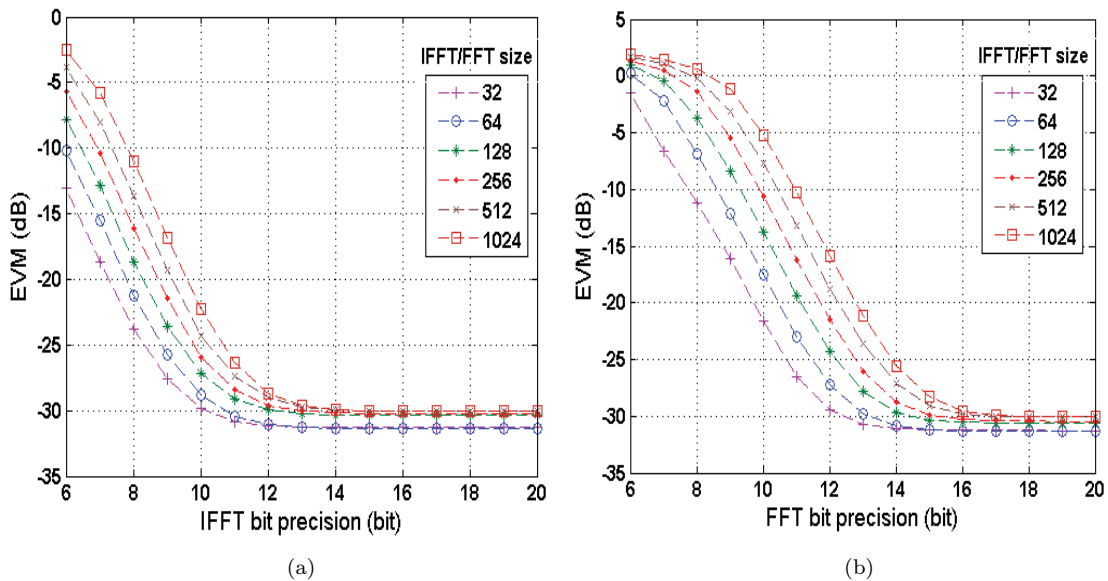 0
-5
-10
-15
-20
-25
-30
-35
EVM (dB)
6 8 10 12 14 16 18 20
IFFT bit precision (bit)
IFFT/FFT size
32
64
128
256
512
1024
(a)
5
0
-5
-10
-15
-20
-25
-30
-35
EVM (dB)
6 8 10 12 14 16 18 20
FFT bit precision (bit)
IFFT/FFT size
32
64
128
256
512
1024
(b)